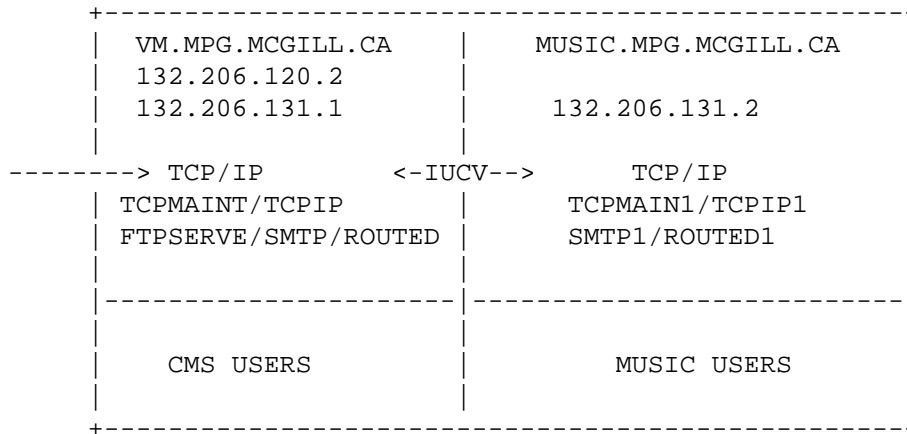 +---------------------------------------------
|  VM.MPG.MCGILL.CA    |    MUSIC.MPG.MCGILL.CA
|  132.206.120.2       |
|  132.206.131.1       |     132.206.131.2
|                      |
--------> TCP/IP        <-IUCV-->      TCP/IP
| TCPMAINT/TCPIP       |      TCPMAIN1/TCPIP1
| FTPSERVE/SMTP/ROUTED |      SMTP1/ROUTED1
|                      |
|----------------------|---------------------------
|                      |
|    CMS USERS         |         MUSIC USERS
|                      |
+---------------------------------------------